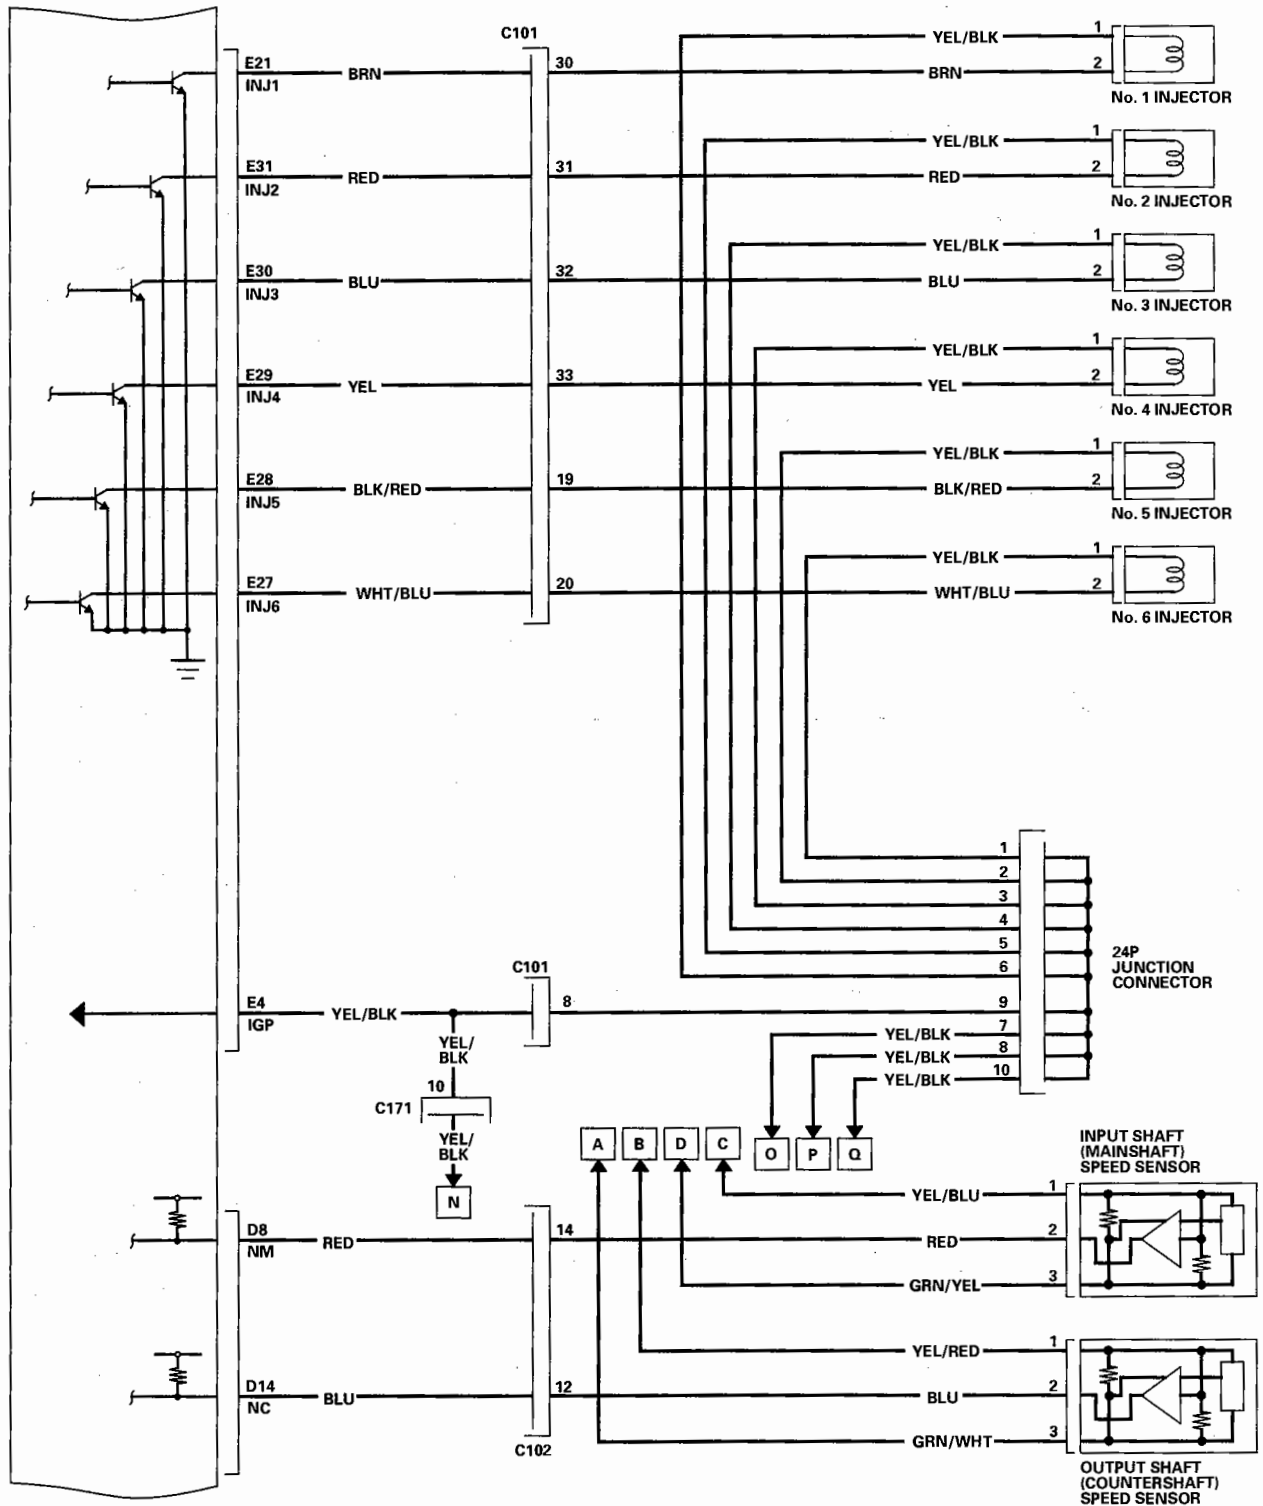 C101
YEL/BLK 1
E21 BRN 30 BRN 2
INJ1
No. 1 INJECTOR
YEL/BLK 1
E31 RED 31 RED 2
INJ2
No. 2 INJECTOR
YEL/BLK 1
E30 BLU 32 BLU 2
INJ3
No. 3 INJECTOR
YEL/BLK 1
E29 YEL 33 YEL 2
INJ4
No. 4 INJECTOR
YEL/BLK 1
E28 BLK/RED 19 BLK/RED 2
INJ5
No. 5 INJECTOR
YEL/BLK 1
E27 WHT/BLU 20 WHT/BLU 2
INJ6
No. 6 INJECTOR
1
2
3
4
5
6
24P
JUNCTION
CONNECTOR
C101
E4 YEL/BLK 8 9
IGP
YEL/BLK 7
YEL/BLK 8
YEL/BLK 10
YEL/
BLK
10
C171
YEL/
BLK
N
A B D C O P Q
INPUT SHAFT
(MAINSHAFT)
SPEED SENSOR
YEL/BLU 1
D8 RED 14 RED 2
NM
GRN/YEL 3
YEL/RED 1
D14 BLU 12 BLU 2
NC
GRN/WHT 3
C102
OUTPUT SHAFT
(COUNTERSHAFT)
SPEED SENSOR